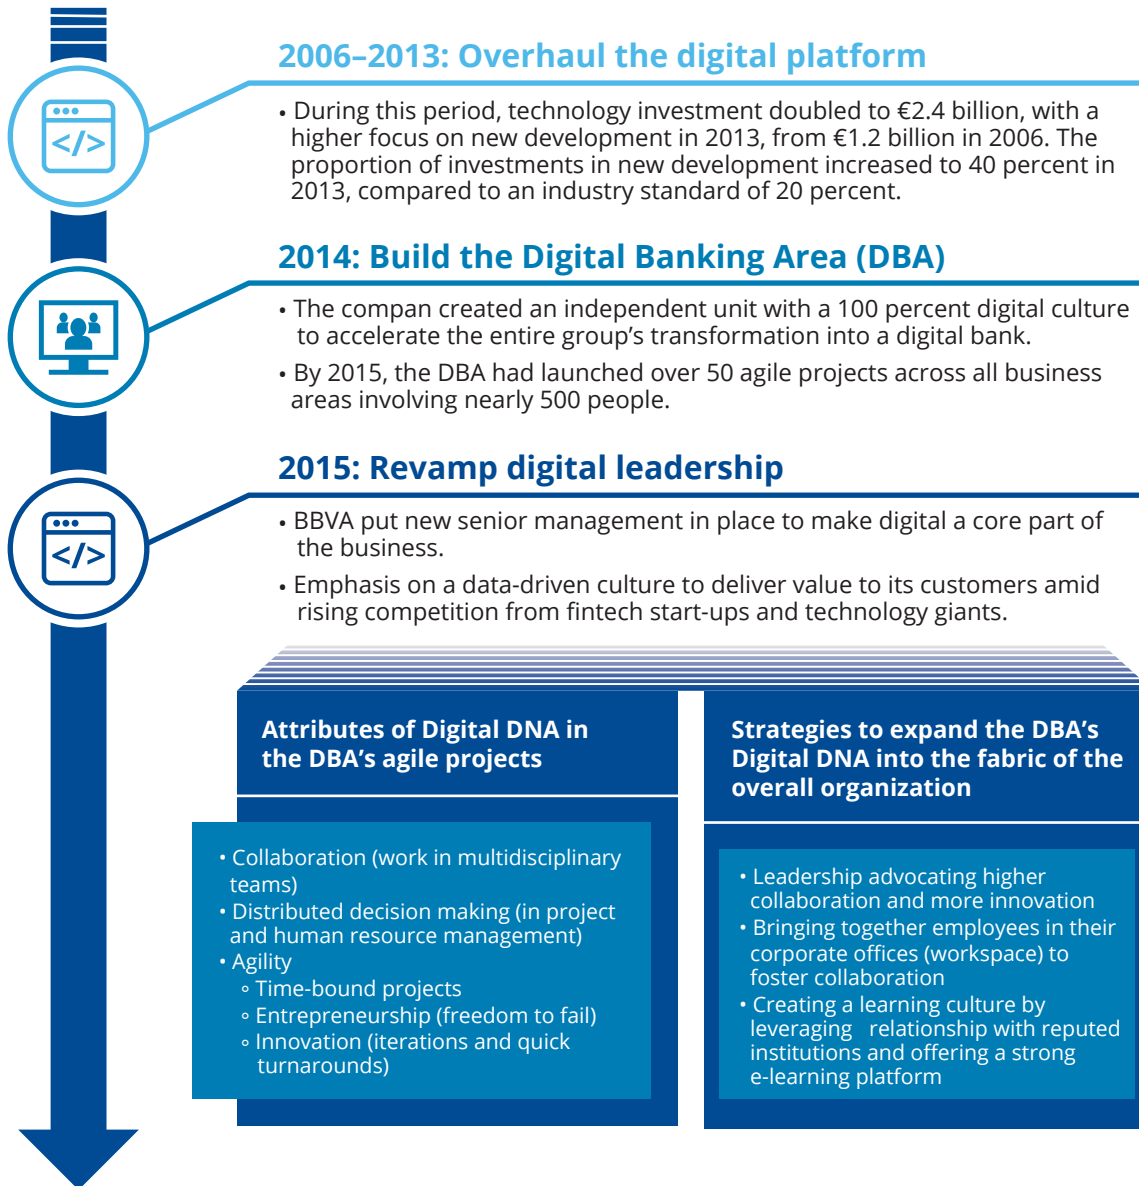 2006–2013: Overhaul the digital platform
• During this period, technology investment doubled to €2.4 billion, with a
higher focus on new development in 2013, from €1.2 billion in 2006. The
proportion of investments in new development increased to 40 percent in
2013, compared to an industry standard of 20 percent.
</>
2014: Build the Digital Banking Area (DBA)
• The compan created an independent unit with a 100 percent digital culture
to accelerate the entire group’s transformation into a digital bank.
• By 2015, the DBA had launched over 50 agile projects across all business
areas involving nearly 500 people.
2015: Revamp digital leadership
• BBVA put new senior management in place to make digital a core part of
the business.
</>
• Emphasis on a data-driven culture to deliver value to its customers amid
rising competition from fintech start-ups and technology giants.
Attributes of Digital DNA in
the DBA’s agile projects
• Collaboration (work in multidisciplinary
teams)
• Distributed decision making (in project
and human resource management)
• Agility
◦ Time-bound projects
◦ Entrepreneurship (freedom to fail)
◦ Innovation (iterations and quick
turnarounds)
Strategies to expand the DBA’s
Digital DNA into the fabric of the
overall organization
• Leadership advocating higher
collaboration and more innovation
• Bringing together employees in their
corporate offices (workspace) to
foster collaboration
• Creating a learning culture by
leveraging relationship with reputed
institutions and offering a strong
e-learning platform